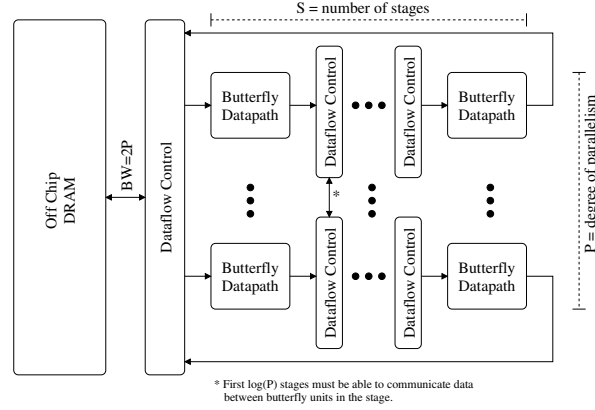 S = number of stages
Off Chip
DRAM
BW=2P
Dataflow Control
Butterfly
Datapath
Dataflow Control
Dataflow Control
Butterfly
Datapath
*
P = degree of parallelism
Butterfly
Datapath
Dataflow Control
Dataflow Control
Butterfly
Datapath
* First log(P) stages must be able to communicate data
between butterfly units in the stage.